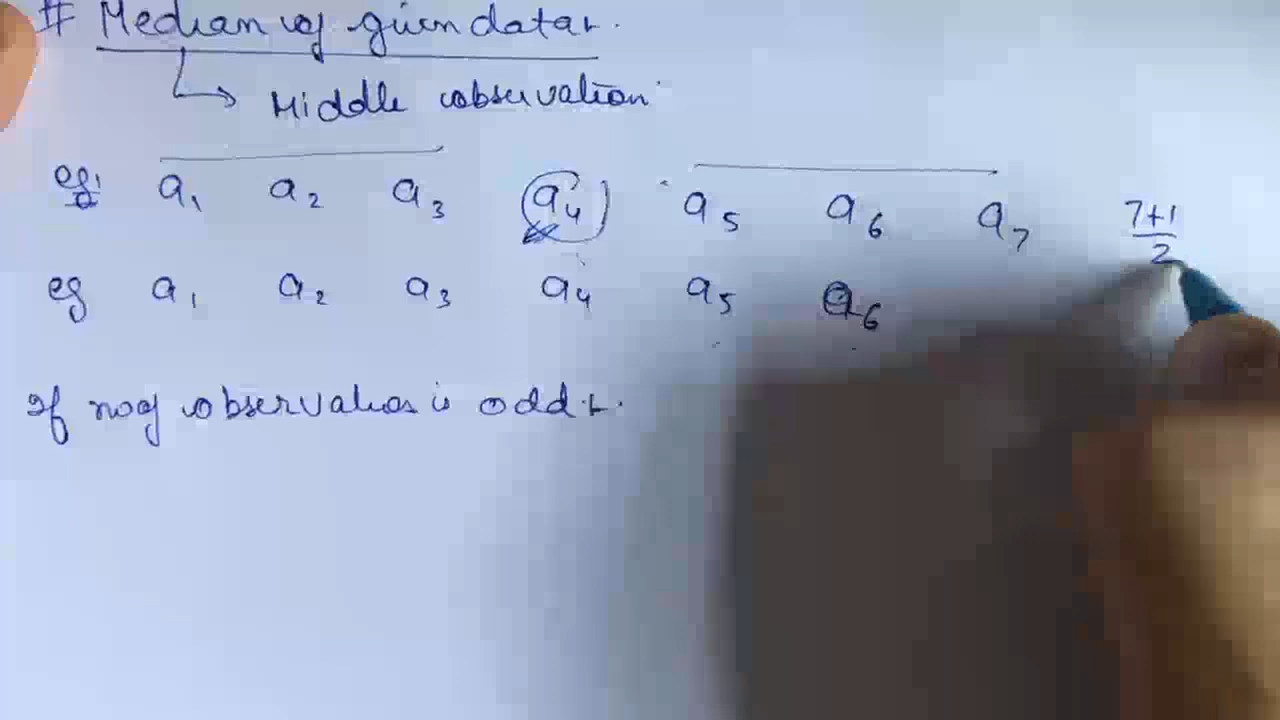 # Median of given data :-
Middle observation
eg: a1 a2 a3 a4 a5 a6 a7 7+1/2
eg a1 a2 a3 a4 a5 a6
If no of observation is odd :-